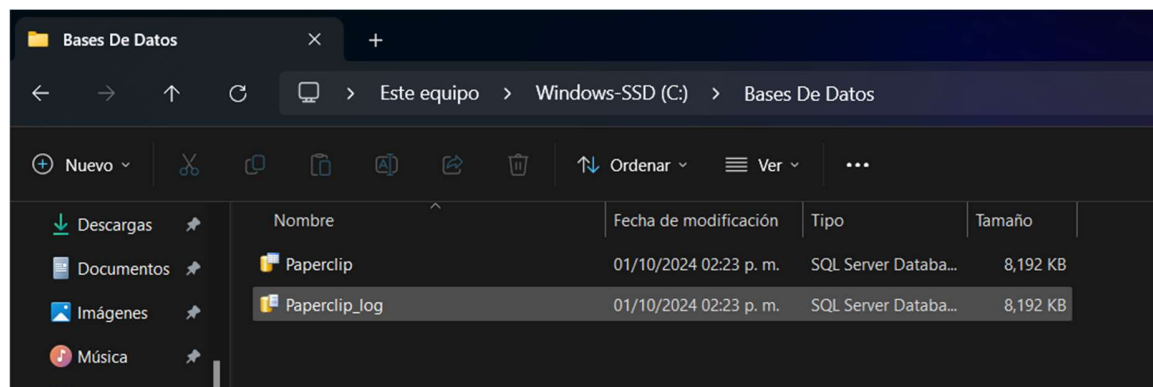 Bases De Datos
Este equipo > Windows-SSD (C:) > Bases De Datos
Nuevo Ordenar Ver
Nombre Fecha de modificación Tipo Tamaño
Descargas
Paperclip 01/10/2024 02:23 p. m. SQL Server Databa... 8,192 KB
Documentos
Paperclip_log 01/10/2024 02:23 p. m. SQL Server Databa... 8,192 KB
Imágenes
Música